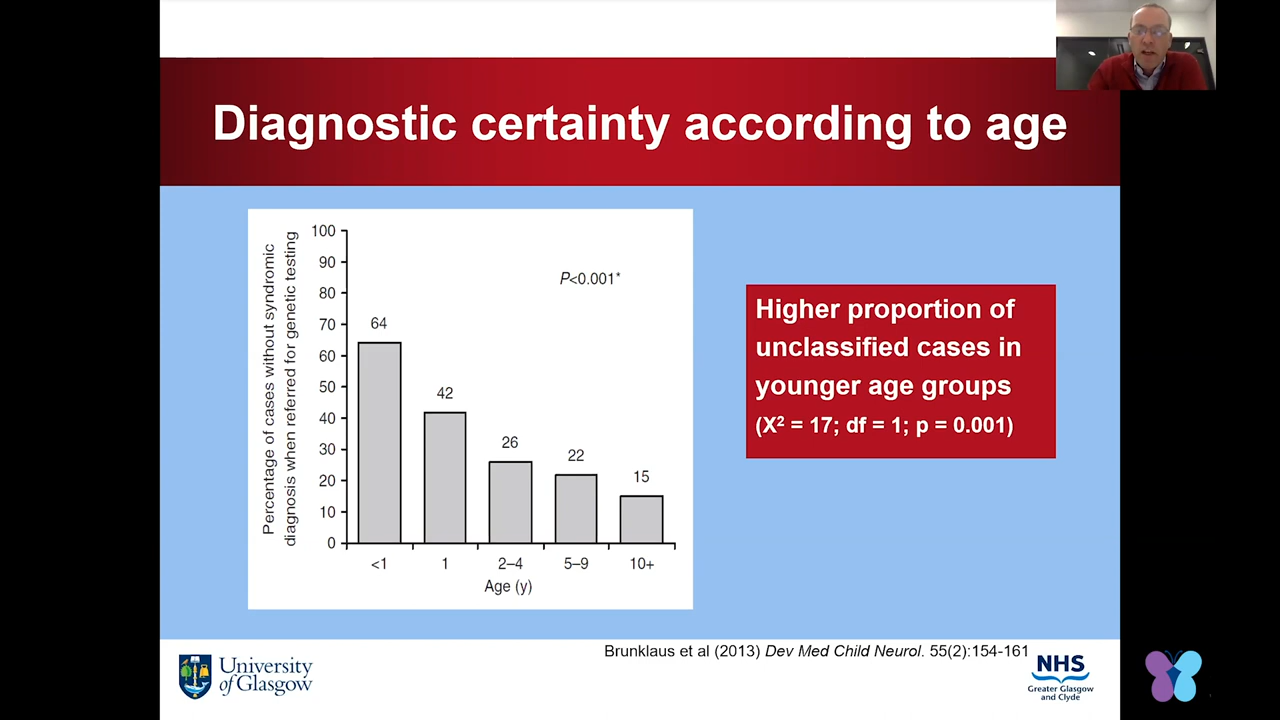 Diagnostic certainty according to age
Percentage of cases without syndromic
diagnosis when referred for genetic testing
100
90
80
70
60
50
40
30
20
10
0
P<0.001*
64
42
26
22
15
<1
1
2–4
5–9
10+
Age (y)
Higher proportion of
unclassified cases in
younger age groups
(X² = 17; df = 1; p = 0.001)
Brunklaus et al (2013) Dev Med Child Neurol. 55(2):154-161
University
of Glasgow
NHS
Greater Glasgow
and Clyde